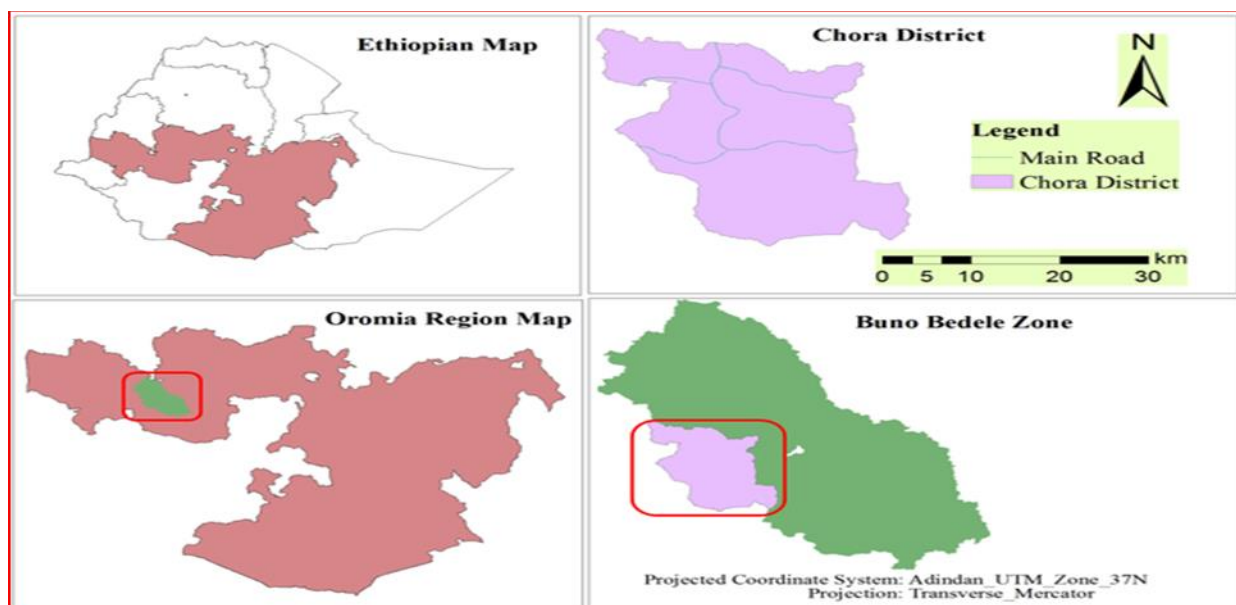 Ethiopian Map
Chora District
N
Legend
Main Road
Chora District
km
0 5 10 20 30
Oromia Region Map
Buno Bedele Zone
Projected Coordinate System: Adindan_UTM_Zone_37N
Projection: Transverse_Mercator